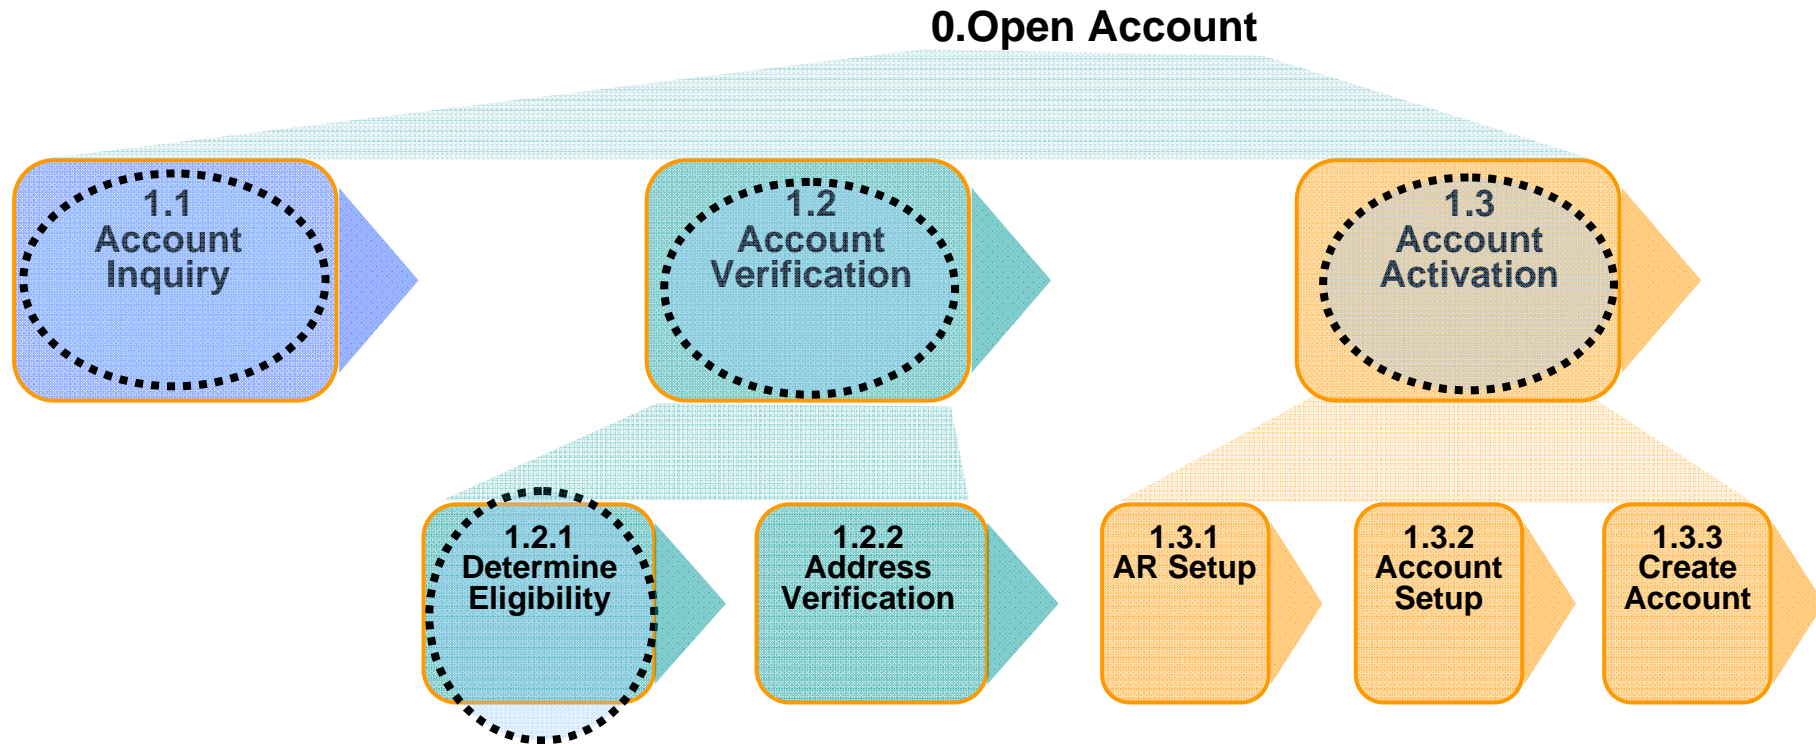 0.Open Account
1.1
Account
Inquiry
1.2
Account
Verification
1.3
Account
Activation
1.2.1
Determine
Eligibility
1.2.2
Address
Verification
1.3.1
AR Setup
1.3.2
Account
Setup
1.3.3
Create
Account